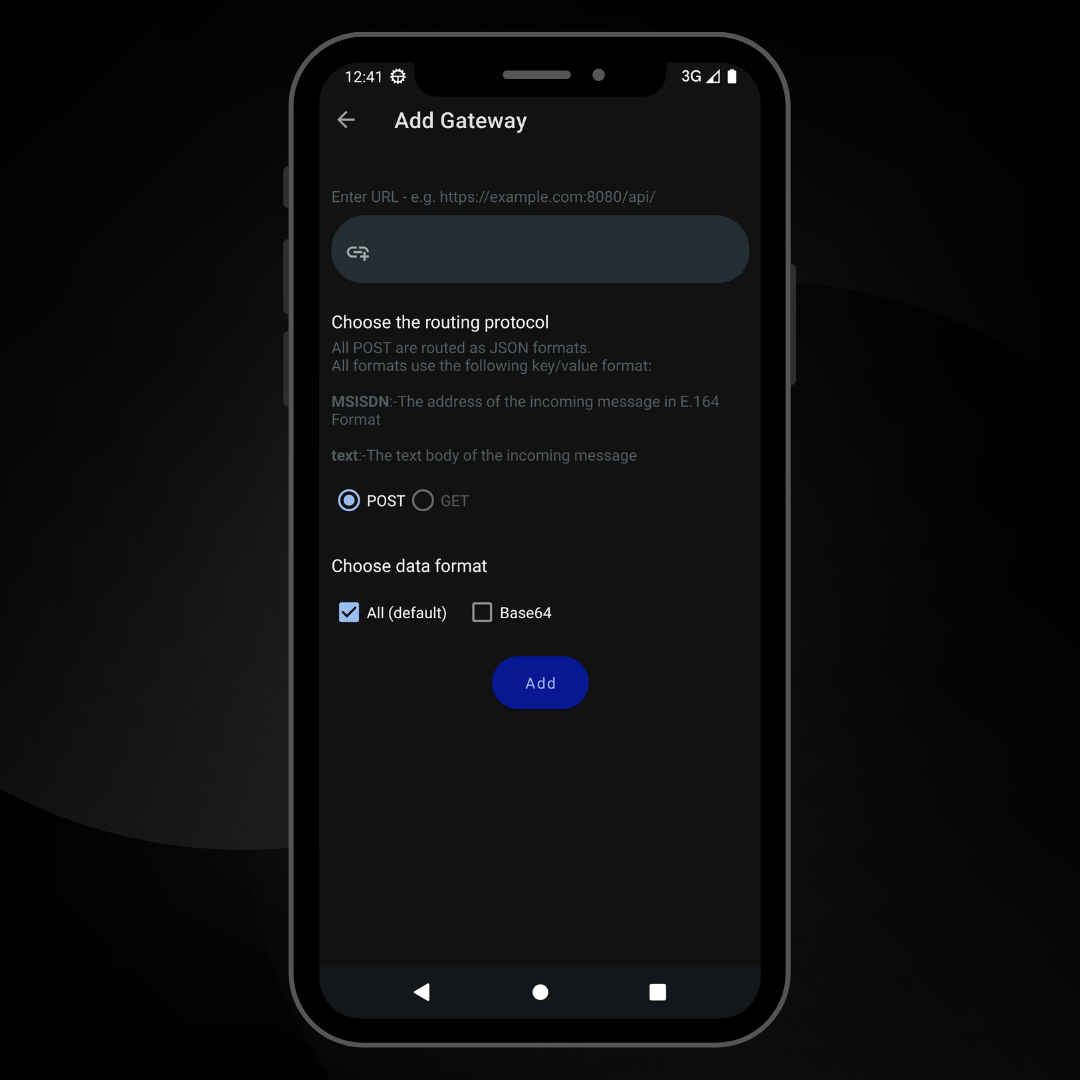 12:41
3G
Add Gateway
Enter URL - e.g. https://example.com:8080/api/
Choose the routing protocol
All POST are routed as JSON formats.
All formats use the following key/value format:
MSISDN:-The address of the incoming message in E.164
Format
text:-The text body of the incoming message
POST GET
Choose data format
All (default) Base64
Add